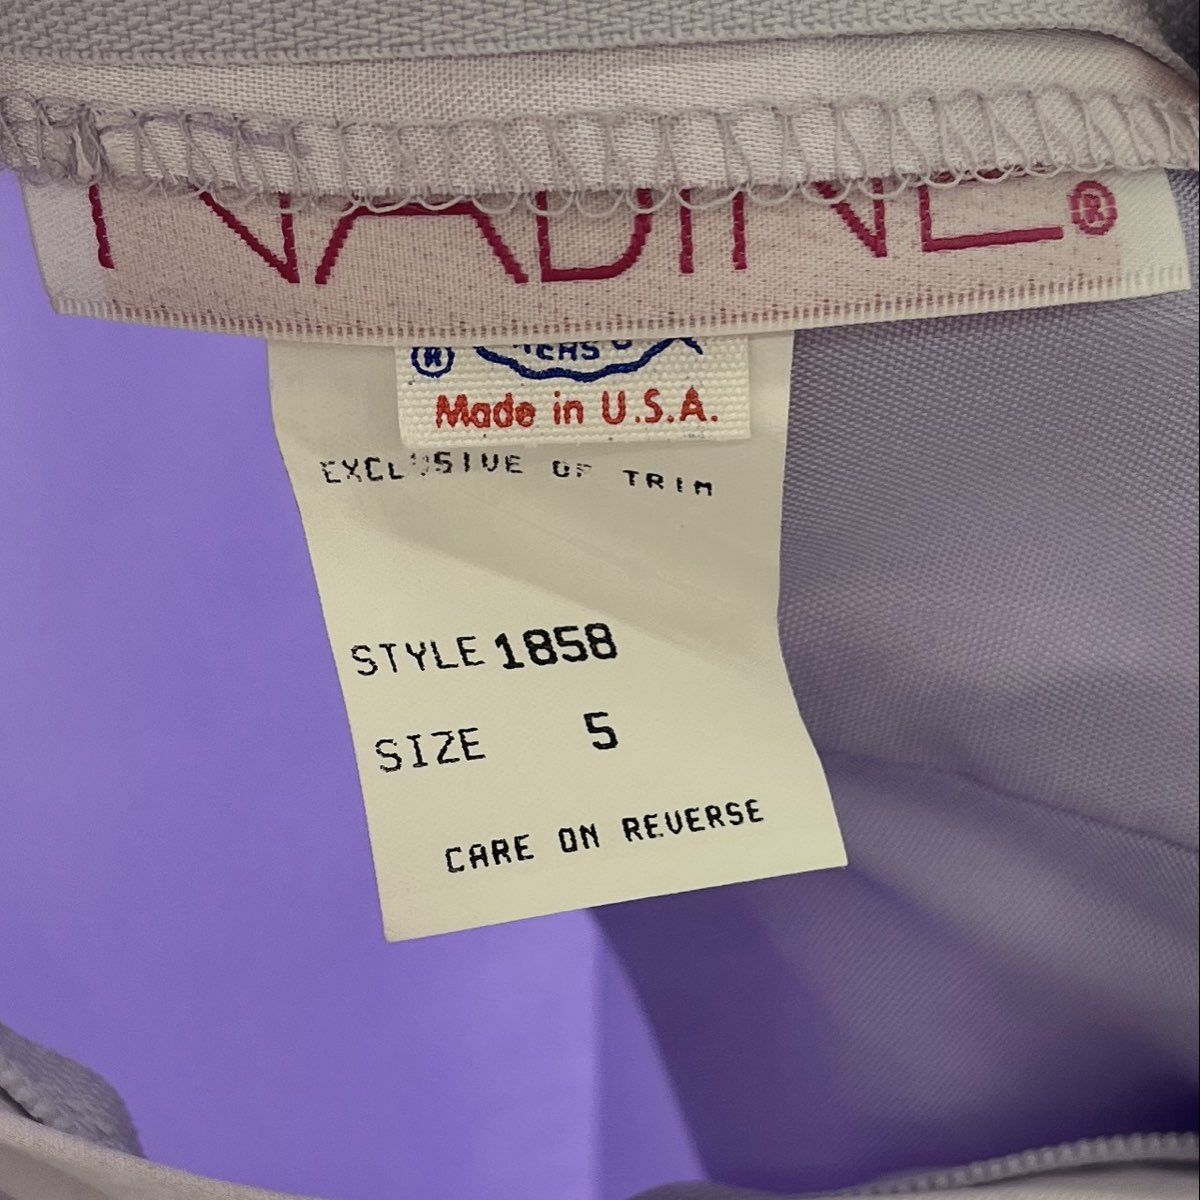 NADINE®
®
Made in U.S.A.
EXCLUSIVE OF TRIM
STYLE 1858
SIZE 5
CARE ON REVERSE